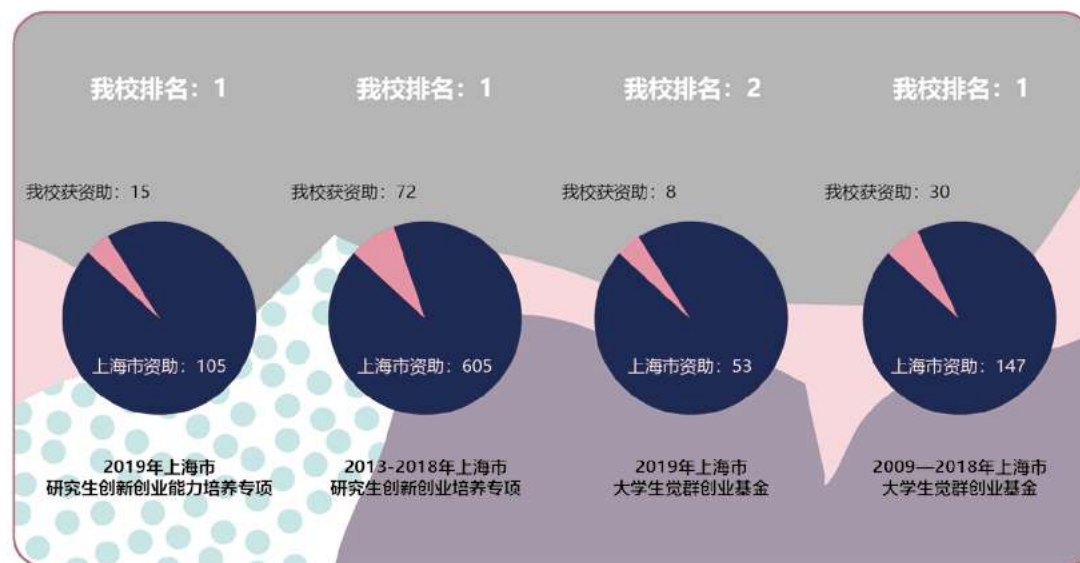 我校排名：1
我校排名：1
我校排名：2
我校排名：1
我校获资助：15
我校获资助：72
我校获资助：8
我校获资助：30
上海市资助：105
上海市资助：605
上海市资助：53
上海市资助：147
2019年上海市
研究生创新创业能力培养专项
2013-2018年上海市
研究生创新创业培养专项
2019年上海市
大学生觉群创业基金
2009—2018年上海市
大学生觉群创业基金